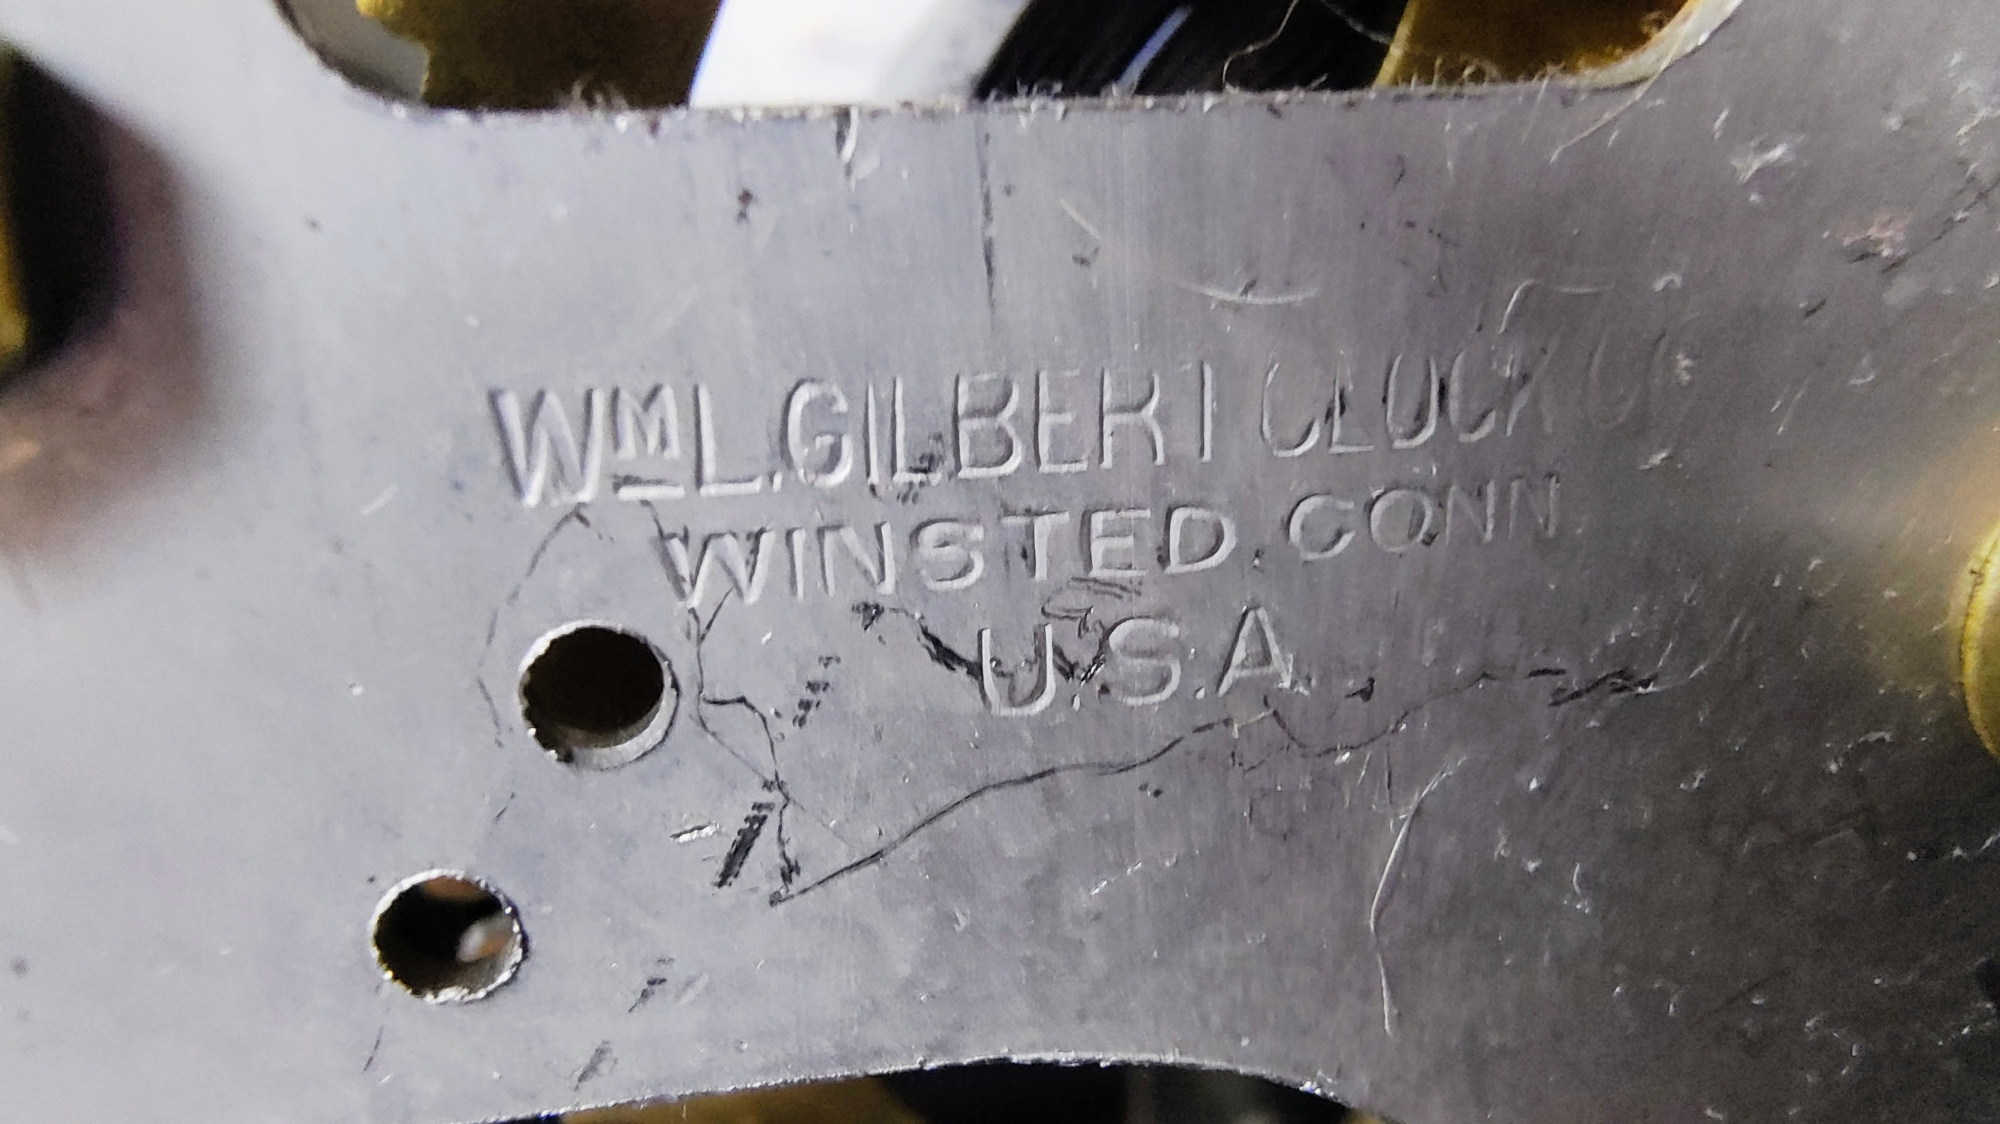 Wᴹ L. GILBERT CLOCK CO
WINSTED. CONN
U.S.A.